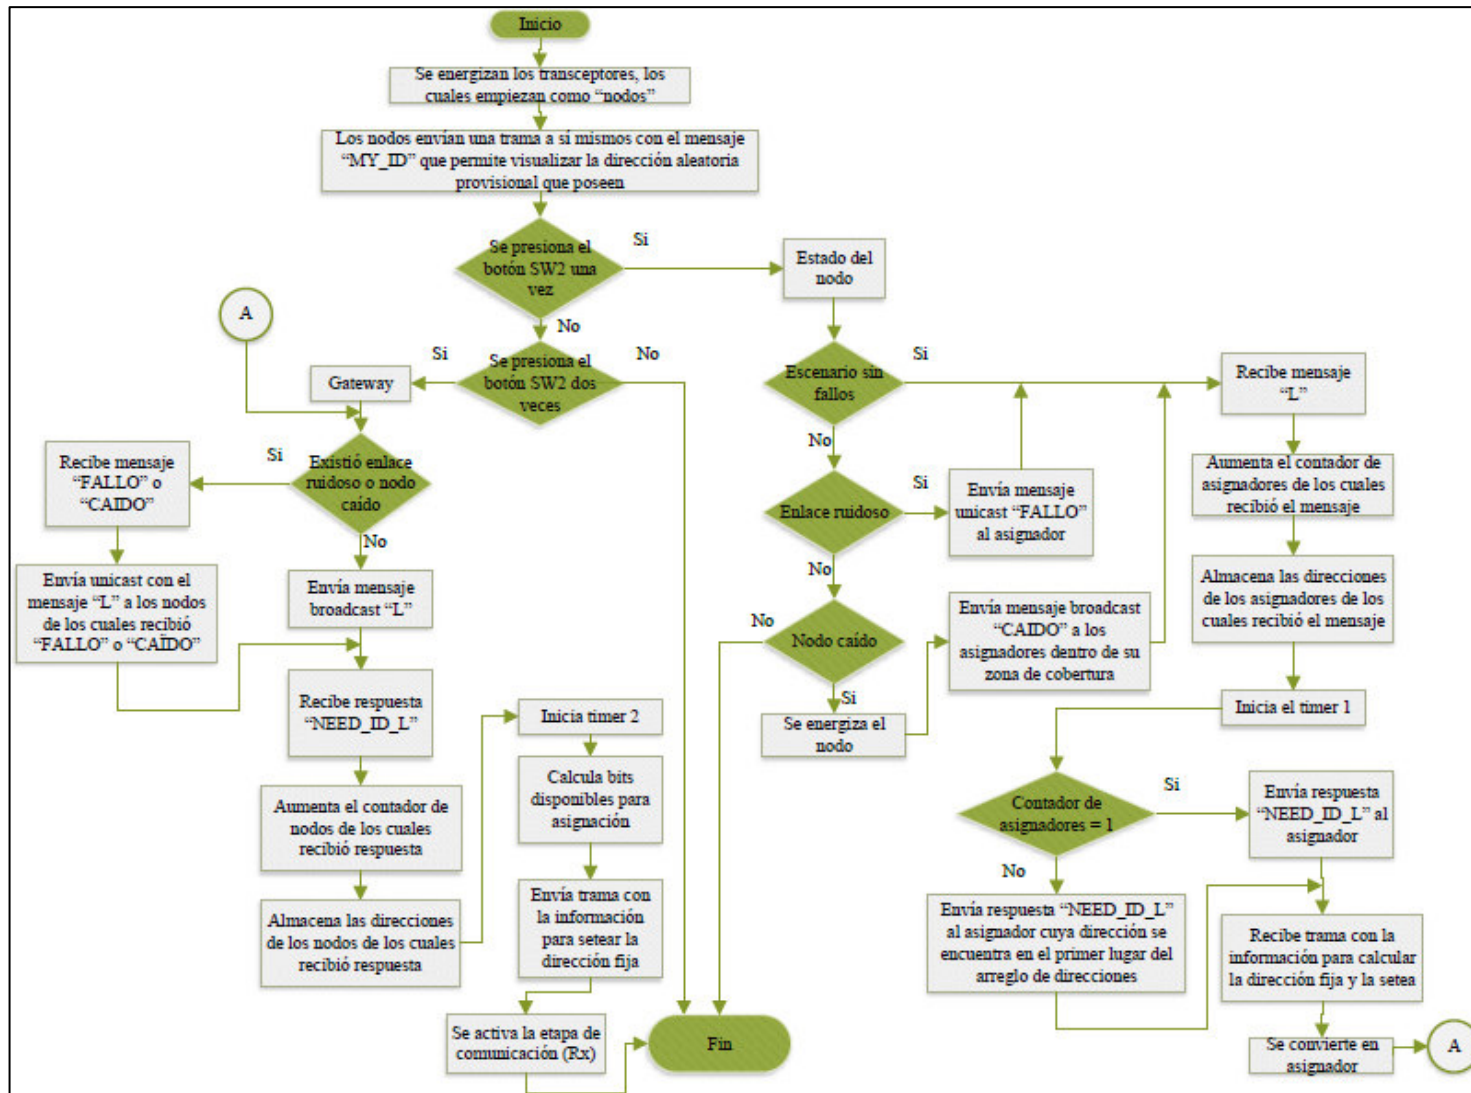 Inicio
Se energizan los transceptores, los
cuales empiezan como “nodos”
Los nodos envían una trama a sí mismos con el mensaje
“MY_ID” que permite visualizar la dirección aleatoria
provisional que poseen
Se presiona el
botón SW2 una
vez
Si
No
Estado del
nodo
A
Si
Se presiona el
botón SW2 dos
veces
No
Gateway
Escenario sin
fallos
Si
No
Recibe mensaje
“L”
Existió enlace
ruidoso o nodo
caído
Si
No
Recibe mensaje
“FALLO” o
“CAIDO”
Envía unicast con el
mensaje “L” a los nodos
de los cuales recibió
“FALLO” o “CAÏDO”
Envía mensaje
broadcast “L”
Recibe respuesta
“NEED_ID_L”
Aumenta el contador de
nodos de los cuales
recibió respuesta
Almacena las direcciones
de los nodos de los cuales
recibió respuesta
Inicia timer 2
Calcula bits
disponibles para
asignación
Envía trama con
la información
para setear la
dirección fija
Se activa la etapa de
comunicación (Rx)
Fin
Enlace ruidoso
Si
No
Envía mensaje
unicast “FALLO”
al asignador
Nodo caído
No
Si
Se energiza el
nodo
Envía mensaje broadcast
“CAIDO” a los
asignadores dentro de su
zona de cobertura
Aumenta el contador de
asignadores de los cuales
recibió el mensaje
Almacena las direcciones
de los asignadores de los
cuales recibió el mensaje
Inicia el timer 1
Contador de
asignadores = 1
Si
No
Envía respuesta
“NEED_ID_L” al
asignador
Envía respuesta “NEED_ID_L”
al asignador cuya dirección se
encuentra en el primer lugar del
arreglo de direcciones
Recibe trama con la
información para calcular
la dirección fija y la setea
Se convierte en
asignador
A